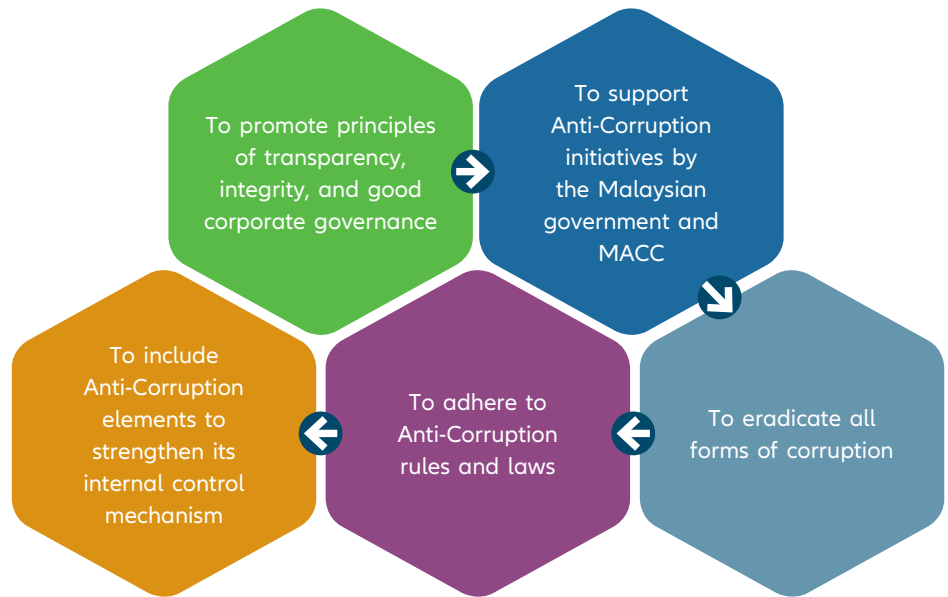 To promote principles
of transparency,
integrity, and good
corporate governance
To support
Anti-Corruption
initiatives by
the Malaysian
government and
MACC
To eradicate all
forms of corruption
To adhere to
Anti-Corruption
rules and laws
To include
Anti-Corruption
elements to
strengthen its
internal control
mechanism